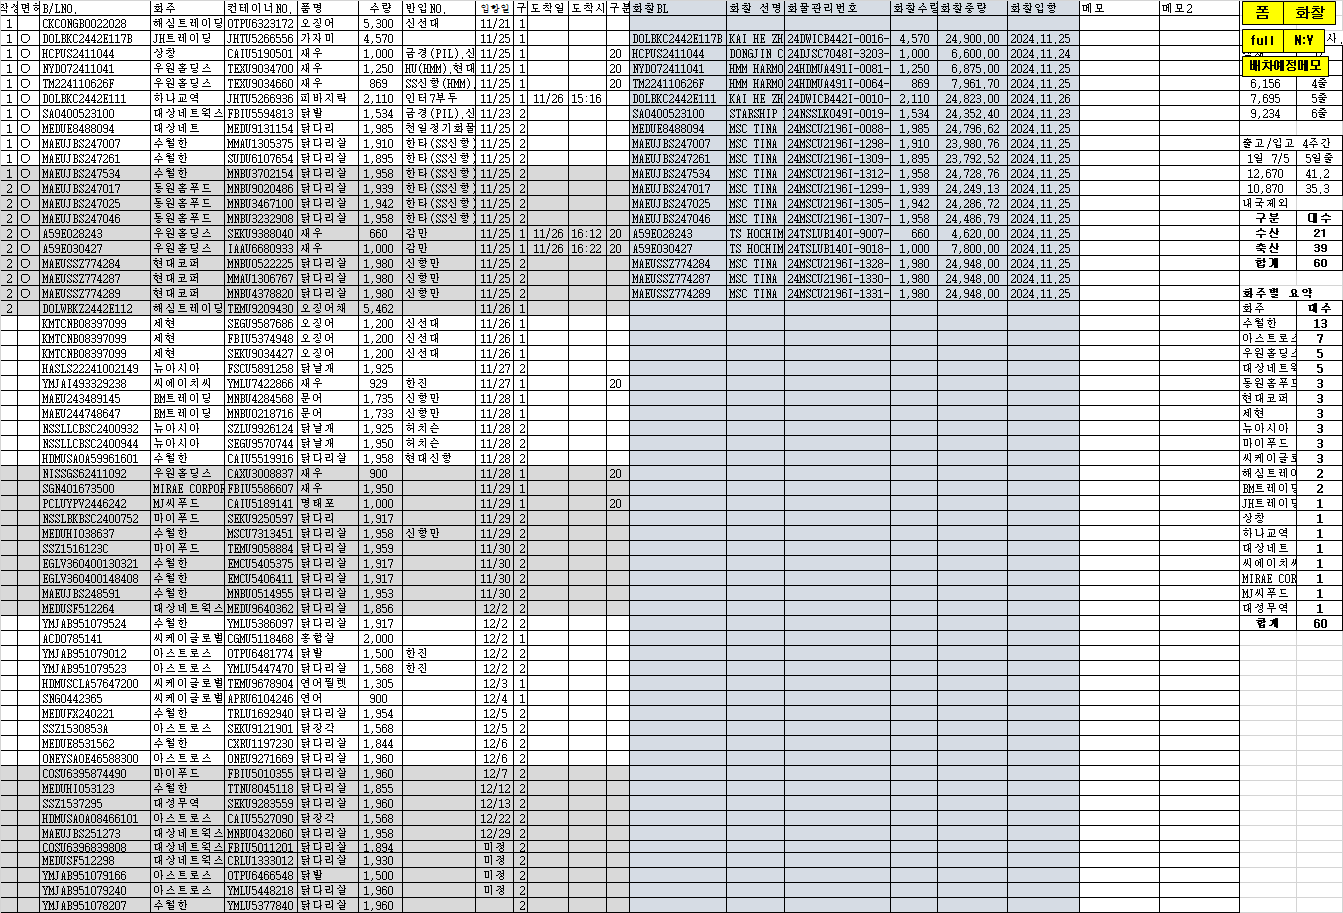 작성 면허 B/LNO. 화주 컨테이너NO. 품명 수량 반입NO. 입항일 구 도착일 도착시 구분 화찰BL 화찰 선명 화물관리번호 화찰수량 화찰중량 화찰입항 메모 메모2 폼 화찰
1 CKCONGB0022028 해심트레이딩 OTPU6323172 오징어 5,300 신선대 11/21 1
1 ○ DOLBKC2442E117B JH트레이딩 JHTU5266556 가자미 4,570 11/25 1 DOLBKC2442E117B KAI HE ZH 24DWICB442I-0016- 4,570 24,900.00 2024.11.25 full N:Y 사.
1 ○ HCPUS2411044 상창 CAIU5190501 새우 1,000 금경(PIL).신 11/25 1 20 HCPUS2411044 DONGJIN C 24DJSC7048I-3203- 1,000 6,600.00 2024.11.24
1 ○ NYD072411041 우원홀딩스 TEXU9034700 새우 1,250 HU(HMM).현대 11/25 1 20 NYD072411041 HMM HARMO 24HDMUA491I-0081- 1,250 6,875.00 2024.11.25 배차예정메모
1 ○ TM224110626F 우원홀딩스 TEXU9034660 새우 869 SS신항(HMM). 11/25 1 20 TM224110626F HMM HARMO 24HDMUA491I-0064- 869 7,961.70 2024.11.25 6,156 4줄
1 ○ DOLBKC2442E111 하나교역 JHTU5266936 피바지락 2,110 인터7부두 11/25 1 11/26 15:16 DOLBKC2442E111 KAI HE ZH 24DWICB442I-0010- 2,110 24,823.00 2024.11.26 7,695 5줄
1 ○ SAO400523100 대상네트웍스 FBIU5594813 닭발 1,534 금경(PIL).신 11/23 2 SAO400523100 STARSHIP 24NSSLK049I-0019- 1,534 24,352.40 2024.11.23 9,234 6줄
1 ○ MEDUE8488094 대상네트 MEDU9131154 닭다리 1,985 천일정기화물 11/25 2 MEDUE8488094 MSC TINA 24MSCU2196I-0088- 1,985 24,796.62 2024.11.25
1 ○ MAEUJBS247007 수월한 MMAU1305375 닭다리살 1,910 한타(SS신항) 11/25 2 MAEUJBS247007 MSC TINA 24MSCU2196I-1298- 1,910 23,980.76 2024.11.25 출고/입고 4주간
1 ○ MAEUJBS247261 수월한 SUDU6107654 닭다리살 1,895 한타(SS신항) 11/25 2 MAEUJBS247261 MSC TINA 24MSCU2196I-1309- 1,895 23,792.52 2024.11.25 1일 7/5 5일줄
1 ○ MAEUJBS247534 수월한 MNBU3702154 닭다리살 1,958 한타(SS신항) 11/25 2 MAEUJBS247534 MSC TINA 24MSCU2196I-1312- 1,958 24,728.76 2024.11.25 12,670 41.2
2 ○ MAEUJBS247017 동원홈푸드 MNBU9020486 닭다리살 1,939 한타(SS신항) 11/25 2 MAEUJBS247017 MSC TINA 24MSCU2196I-1299- 1,939 24,249.13 2024.11.25 10,870 35.3
2 ○ MAEUJBS247025 동원홈푸드 MNBU3467100 닭다리살 1,942 한타(SS신항) 11/25 2 MAEUJBS247025 MSC TINA 24MSCU2196I-1305- 1,942 24,286.72 2024.11.25 내국제외
2 ○ MAEUJBS247046 동원홈푸드 MNBU3232908 닭다리살 1,958 한타(SS신항) 11/25 2 MAEUJBS247046 MSC TINA 24MSCU2196I-1307- 1,958 24,486.79 2024.11.25 구분 대수
2 ○ A59E028243 우원홀딩스 SEKU9388040 새우 660 감만 11/25 1 11/26 16:12 20 A59E028243 TS HOCHIM 24TSLUB140I-9007- 660 4,620.00 2024.11.25 수산 21
2 ○ A59E030427 우원홀딩스 IAAU6680933 새우 1,000 감만 11/25 1 11/26 16:22 20 A59E030427 TS HOCHIM 24TSLUB140I-9018- 1,000 7,800.00 2024.11.25 축산 39
2 ○ MAEUSSZ774284 현대코퍼 MNBU0522225 닭다리살 1,980 신항만 11/25 2 MAEUSSZ774284 MSC TINA 24MSCU2196I-1328- 1,980 24,948.00 2024.11.25 합계 60
2 ○ MAEUSSZ774287 현대코퍼 MMAU1306767 닭다리살 1,980 신항만 11/25 2 MAEUSSZ774287 MSC TINA 24MSCU2196I-1330- 1,980 24,948.00 2024.11.25
2 ○ MAEUSSZ774289 현대코퍼 MNBU4378820 닭다리살 1,980 신항만 11/25 2 MAEUSSZ774289 MSC TINA 24MSCU2196I-1331- 1,980 24,948.00 2024.11.25 화주별 요약
2 DOLWBKZ2442E112 해심트레이딩 TEMU9209430 오징어채 5,462 11/26 1 화주 대수
KMTCNBO8397099 세현 SEGU9587686 오징어 1,200 신선대 11/26 1 수월한 13
KMTCNBO8397099 세현 FBIU5374948 오징어 1,200 신선대 11/26 1 아스트로스 7
KMTCNBO8397099 세현 SEKU9034427 오징어 1,200 신선대 11/26 1 우원홀딩스 5
HASLS22241002149 뉴아시아 FSCU5891258 닭날개 1,925 11/27 2 대상네트웍 5
YMJAI493329238 씨에이치씨 YMLU7422866 새우 929 한진 11/27 1 20 동원홈푸드 3
MAEU243489145 BM트레이딩 MNBU4284568 문어 1,735 신항만 11/28 1 현대코퍼 3
MAEU244748647 BM트레이딩 MNBU0218716 문어 1,733 신항만 11/28 1 세현 3
NSSLLCBSC2400932 뉴아시아 SZLU9926124 닭날개 1,925 허치슨 11/28 2 뉴아시아 3
NSSLLCBSC2400944 뉴아시아 SEGU9570744 닭날개 1,950 허치슨 11/28 2 마이푸드 3
HDMUSAOA59961601 수월한 CAIU5519916 닭다리살 1,958 현대신항 11/28 2 씨케이글로 3
NISSGS62411092 우원홀딩스 CAXU3008837 새우 900 11/28 1 20 해심트레이 2
SGN401673500 MIRAE CORPOR FBIU5586607 새우 1,950 11/29 1 BM트레이딩 2
PCLUYPV2446242 MJ씨푸드 CAIU5189141 명태포 1,000 11/29 1 20 JH트레이딩 1
NSSLBKBSC2400752 마이푸드 SEKU9250597 닭다리 1,917 11/29 2 상창 1
MEDUHI038637 수월한 MSCU7313451 닭다리살 1,958 신항만 11/29 2 하나교역 1
SSZ1516123C 마이푸드 TEMU9058884 닭다리살 1,959 11/30 2 대상네트 1
EGLV360400130321 수월한 EMCU5405375 닭다리살 1,917 11/30 2 씨에이치씨 1
EGLV360400148408 수월한 EMCU5406411 닭다리살 1,917 11/30 2 MIRAE COR 1
MAEUJBS248591 수월한 MNBU0514955 닭다리살 1,953 11/30 2 MJ씨푸드 1
MEDUSF512264 대상네트웍스 MEDU9640362 닭다리살 1,856 12/2 2 대성무역 1
YMJAB951079524 수월한 YMLU5386097 닭다리살 1,917 12/2 2 합계 60
ACD0785141 씨케이글로벌 CGMU5118468 홍합살 2,000 12/2 1
YMJAB951079012 아스트로스 OTPU6481774 닭발 1,500 한진 12/2 2
YMJAB951079523 아스트로스 YMLU5447470 닭다리살 1,568 한진 12/2 2
HDMUSCLA57647200 씨케이글로벌 TEMU9678904 연어필렛 1,305 12/3 1
SNGO442365 씨케이글로벌 APRU6104246 연어 900 12/4 1
MEDUFX240221 수월한 TRLU1692940 닭다리살 1,954 12/5 2
SSZ1530853A 아스트로스 SEKU9121901 닭장각 1,568 12/5 2
MEDUE8531562 수월한 CXRU1197230 닭다리살 1,844 12/6 2
ONEYSAOE46588300 아스트로스 ONEU9271669 닭다리살 1,960 12/6 2
COSU6395874490 마이푸드 FBIU5010355 닭다리살 1,960 12/7 2
MEDUHI053123 수월한 TTNU8045118 닭다리살 1,855 12/12 2
SSZ1537295 대성무역 SEKU9283559 닭다리살 1,960 12/13 2
HDMUSAOA08466101 아스트로스 CAIU5527090 닭장각 1,568 12/22 2
MAEUJBS251273 대상네트웍스 MNBU0432060 닭다리살 1,958 12/29 2
COSU6396839808 대상네트웍스 FBIU5011201 닭다리살 1,894 미정 2
MEDUSF512298 대상네트웍스 CRLU1333012 닭다리살 1,930 미정 2
YMJAB951079166 아스트로스 OTPU6466548 닭발 1,500 미정 2
YMJAB951079240 아스트로스 YMLU5448218 닭다리살 1,960 미정 2
YMJAB951078207 수월한 YMLU5377840 닭다리살 1,960 2